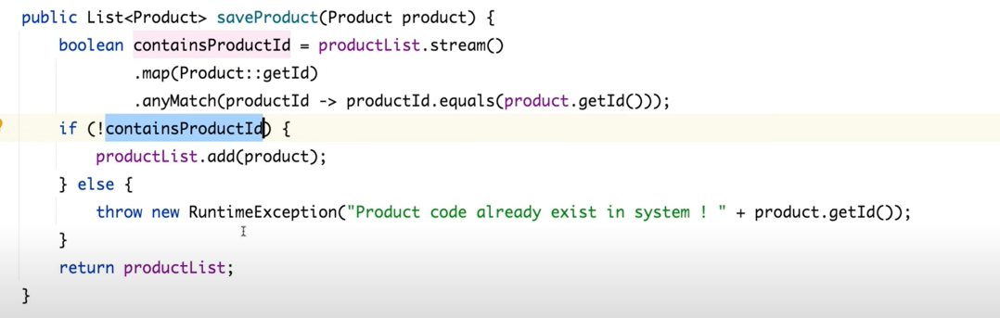 public List<Product> saveProduct(Product product) {
boolean containsProductId = productList.stream()
.map(Product::getId)
.anyMatch(productId -> productId.equals(product.getId()));
if (!containsProductId) {
productList.add(product);
} else {
throw new RuntimeException("Product code already exist in system ! " + product.getId());
}
return productList;
}